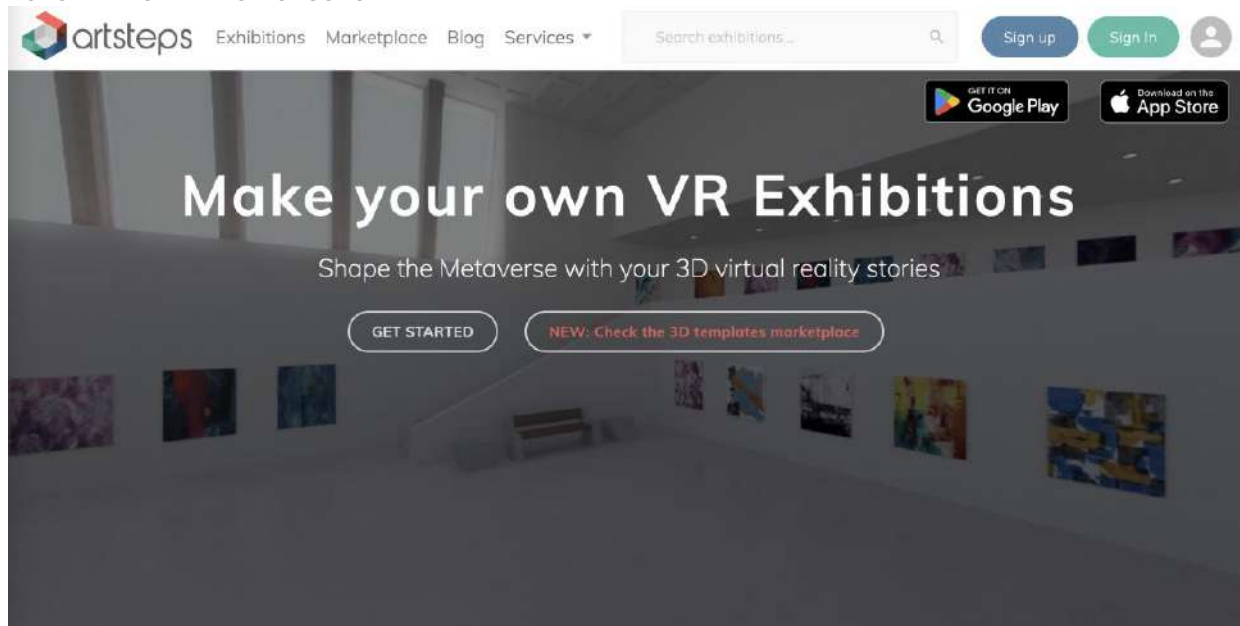 artsteps
Exhibitions Marketplace Blog Services
Search exhibitions...
Sign up
Sign In
GET IT ON
Google Play
Download on the
App Store
Make your own VR Exhibitions
Shape the Metaverse with your 3D virtual reality stories
GET STARTED
NEW: Check the 3D templates marketplace